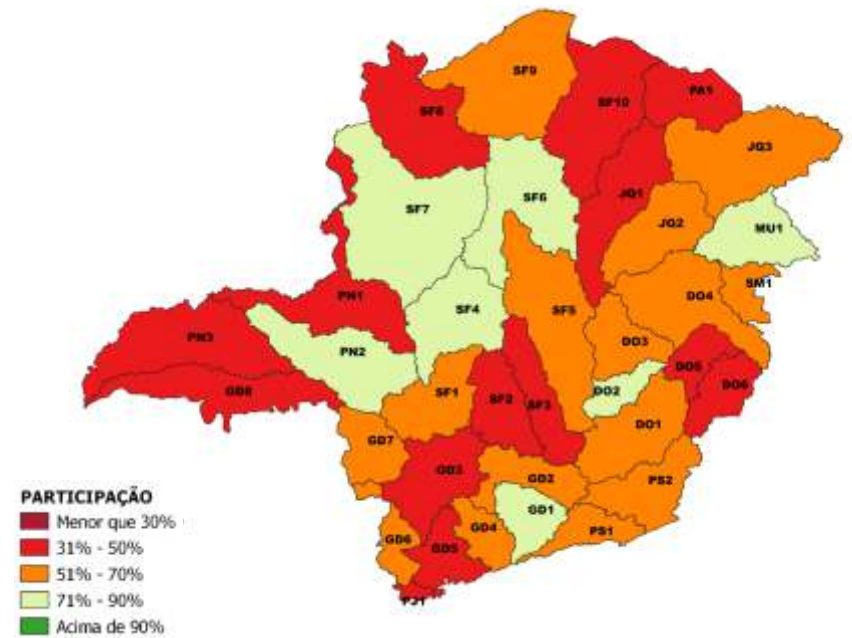 SF9
SF8
SF10
PA1
JQ3
JQ1
SF6
SF7
JQ2
MU1
SM1
PN1
DO4
SF4
SF5
PN3
DO3
PN2
DO5
DO6
GD8
DO2
SF1
SF2
SF3
DO1
GD7
GD3
GD2
PS2
GD1
GD4
PS1
GD6
GD5
PJ1
PARTICIPAÇÃO
Menor que 30%
31% - 50%
51% - 70%
71% - 90%
Acima de 90%